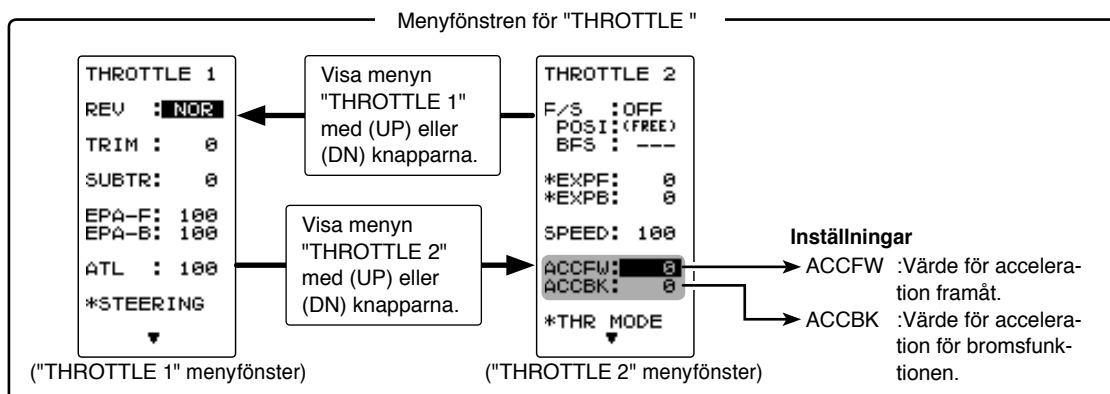 Menyfönstren för "THROTTLE "
THROTTLE 1
REV : NOR
TRIM : 0
SUBTR: 0
EPA-F: 100
EPA-B: 100
ATL : 100
*STEERING
▼
("THROTTLE 1" menyfönster)
Visa menyn
"THROTTLE 1"
med (UP) eller
(DN) knapparna.
Visa menyn
"THROTTLE 2"
med (UP) eller
(DN) knapparna.
THROTTLE 2
F/S :OFF
POSI:(FREE)
BFS : ---
*EXPF: 0
*EXPB: 0
SPEED: 100
ACCFW: 0
ACCBK: 0
*THR MODE
▼
("THROTTLE 2" menyfönster)
Inställningar
ACCFW :Värde för accelera-
tion framåt.
ACCBK :Värde för accelera-
tion för bromsfunk-
tionen.